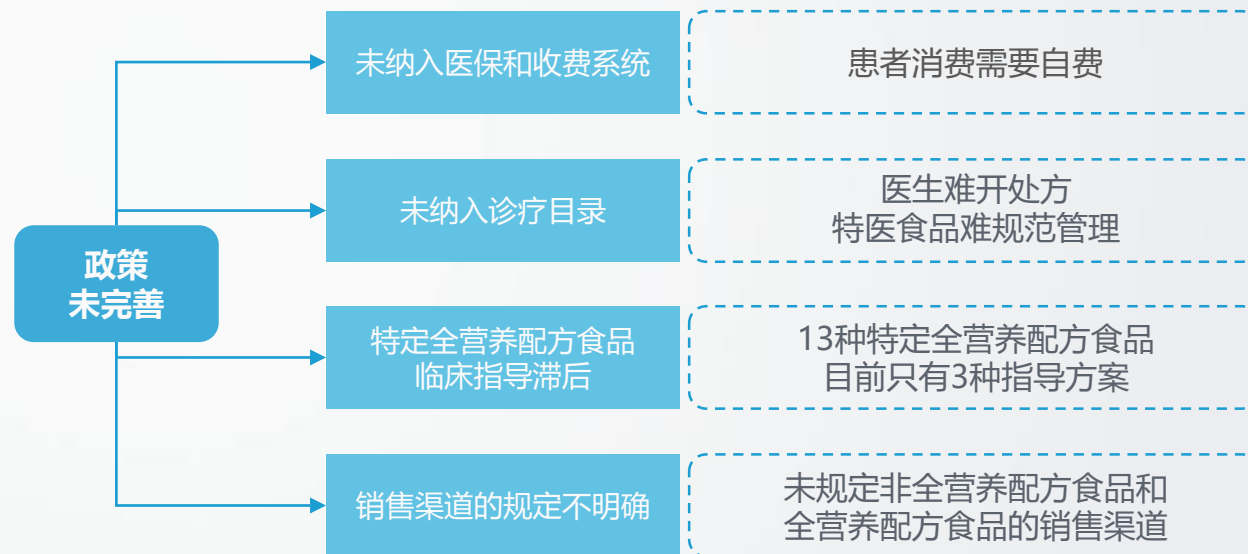 政策
未完善
未纳入医保和收费系统
患者消费需要自费
未纳入诊疗目录
医生难开处方
特医食品难规范管理
特定全营养配方食品
临床指导滞后
13种特定全营养配方食品
目前只有3种指导方案
销售渠道的规定不明确
未规定非全营养配方食品和
全营养配方食品的销售渠道